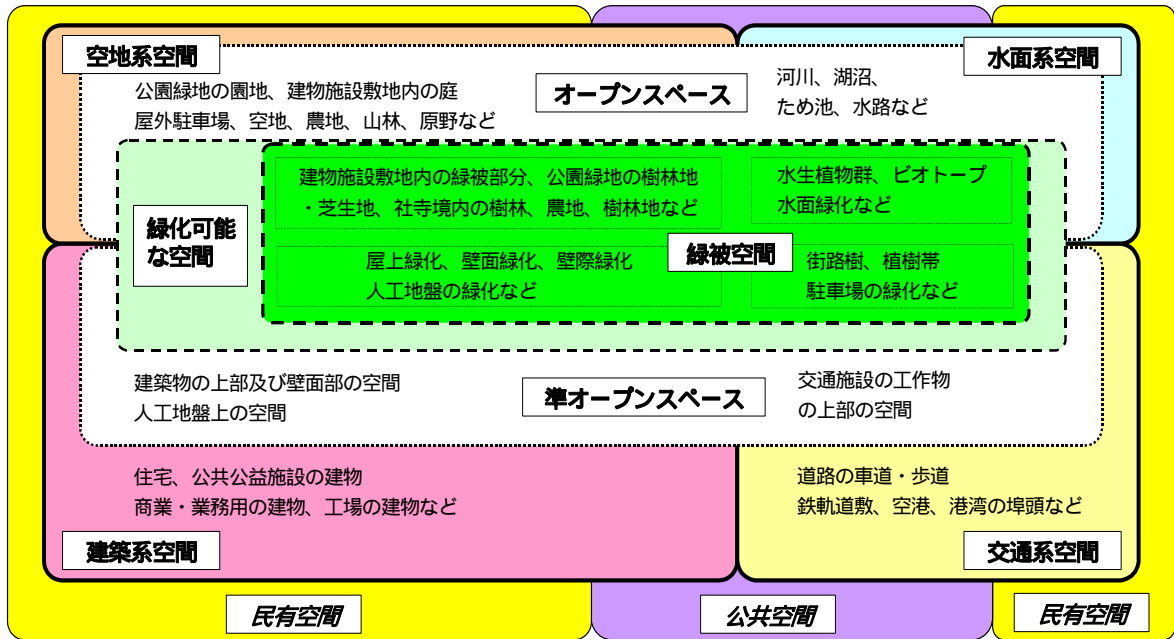 空地系空間
水面系空間
公園緑地の園地、建物施設敷地内の庭
屋外駐車場、空地、農地、山林、原野など
オープンスペース
河川、湖沼、
ため池、水路など
建物施設敷地内の緑被部分、公園緑地の樹林地
・芝生地、社寺境内の樹林、農地、樹林地など
水生植物群、ビオトープ
水面緑化など
緑化可能
な空間
緑被空間
屋上緑化、壁面緑化、壁際緑化
人工地盤の緑化など
街路樹、植樹帯
駐車場の緑化など
建築物の上部及び壁面部の空間
人工地盤上の空間
準オープンスペース
交通施設の工作物
の上部の空間
住宅、公共公益施設の建物
商業・業務用の建物、工場の建物など
道路の車道・歩道
鉄軌道敷、空港、港湾の埠頭など
建築系空間
交通系空間
民有空間
公共空間
民有空間